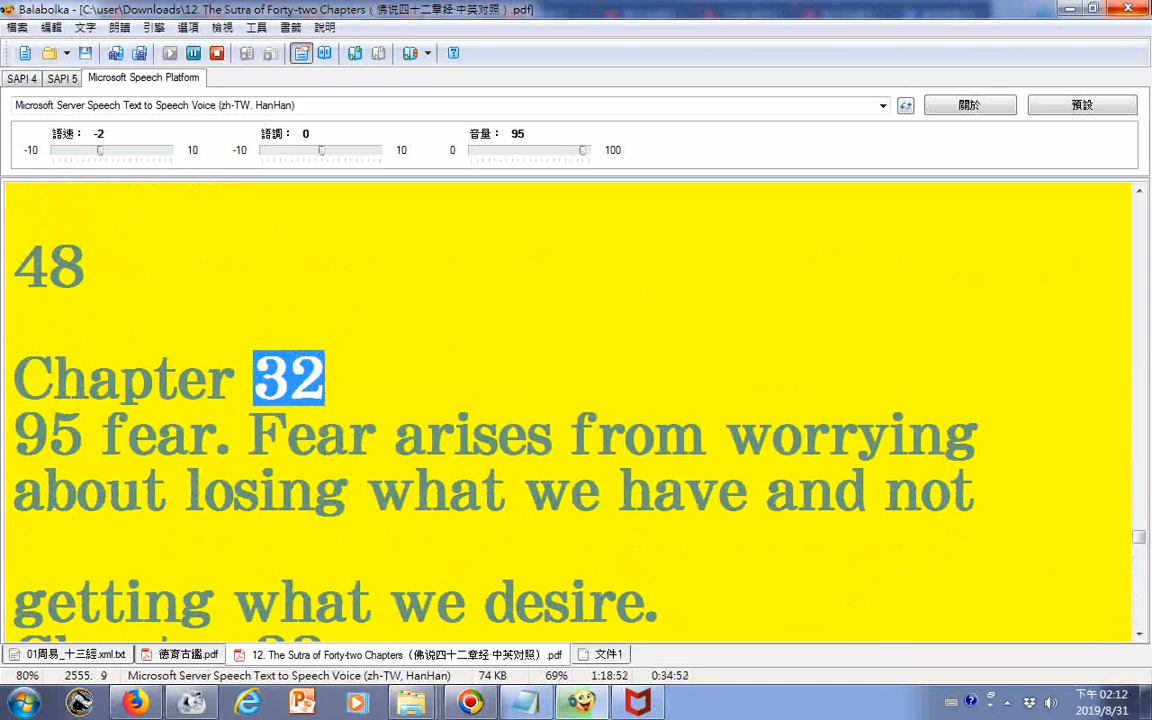 Balabolka - [C:\user\Downloads\12. The Sutra of Forty-two Chapters（佛说四十二章经·中英对照）.pdf]
檔案 編輯 文字 朗讀 引擎 選項 檢視 工具 書籤 說明
SAPI 4 SAPI 5 Microsoft Speech Platform
Microsoft Server Speech Text to Speech Voice (zh-TW, HanHan) 關於 預設
語速： -2 語調： 0 音量： 95
-10 10 -10 10 0 100
48
Chapter 32
95 fear. Fear arises from worrying
about losing what we have and not
getting what we desire.
01周易_十三經.xml.txt 德育古鑑.pdf 12. The Sutra of Forty-two Chapters（佛说四十二章经·中英对照）.pdf 文件1
80% 2555. 9 Microsoft Server Speech Text to Speech Voice (zh-TW, HanHan) 74 KB 69% 1:18:52 0:34:52
下午 02:12
2019/8/31